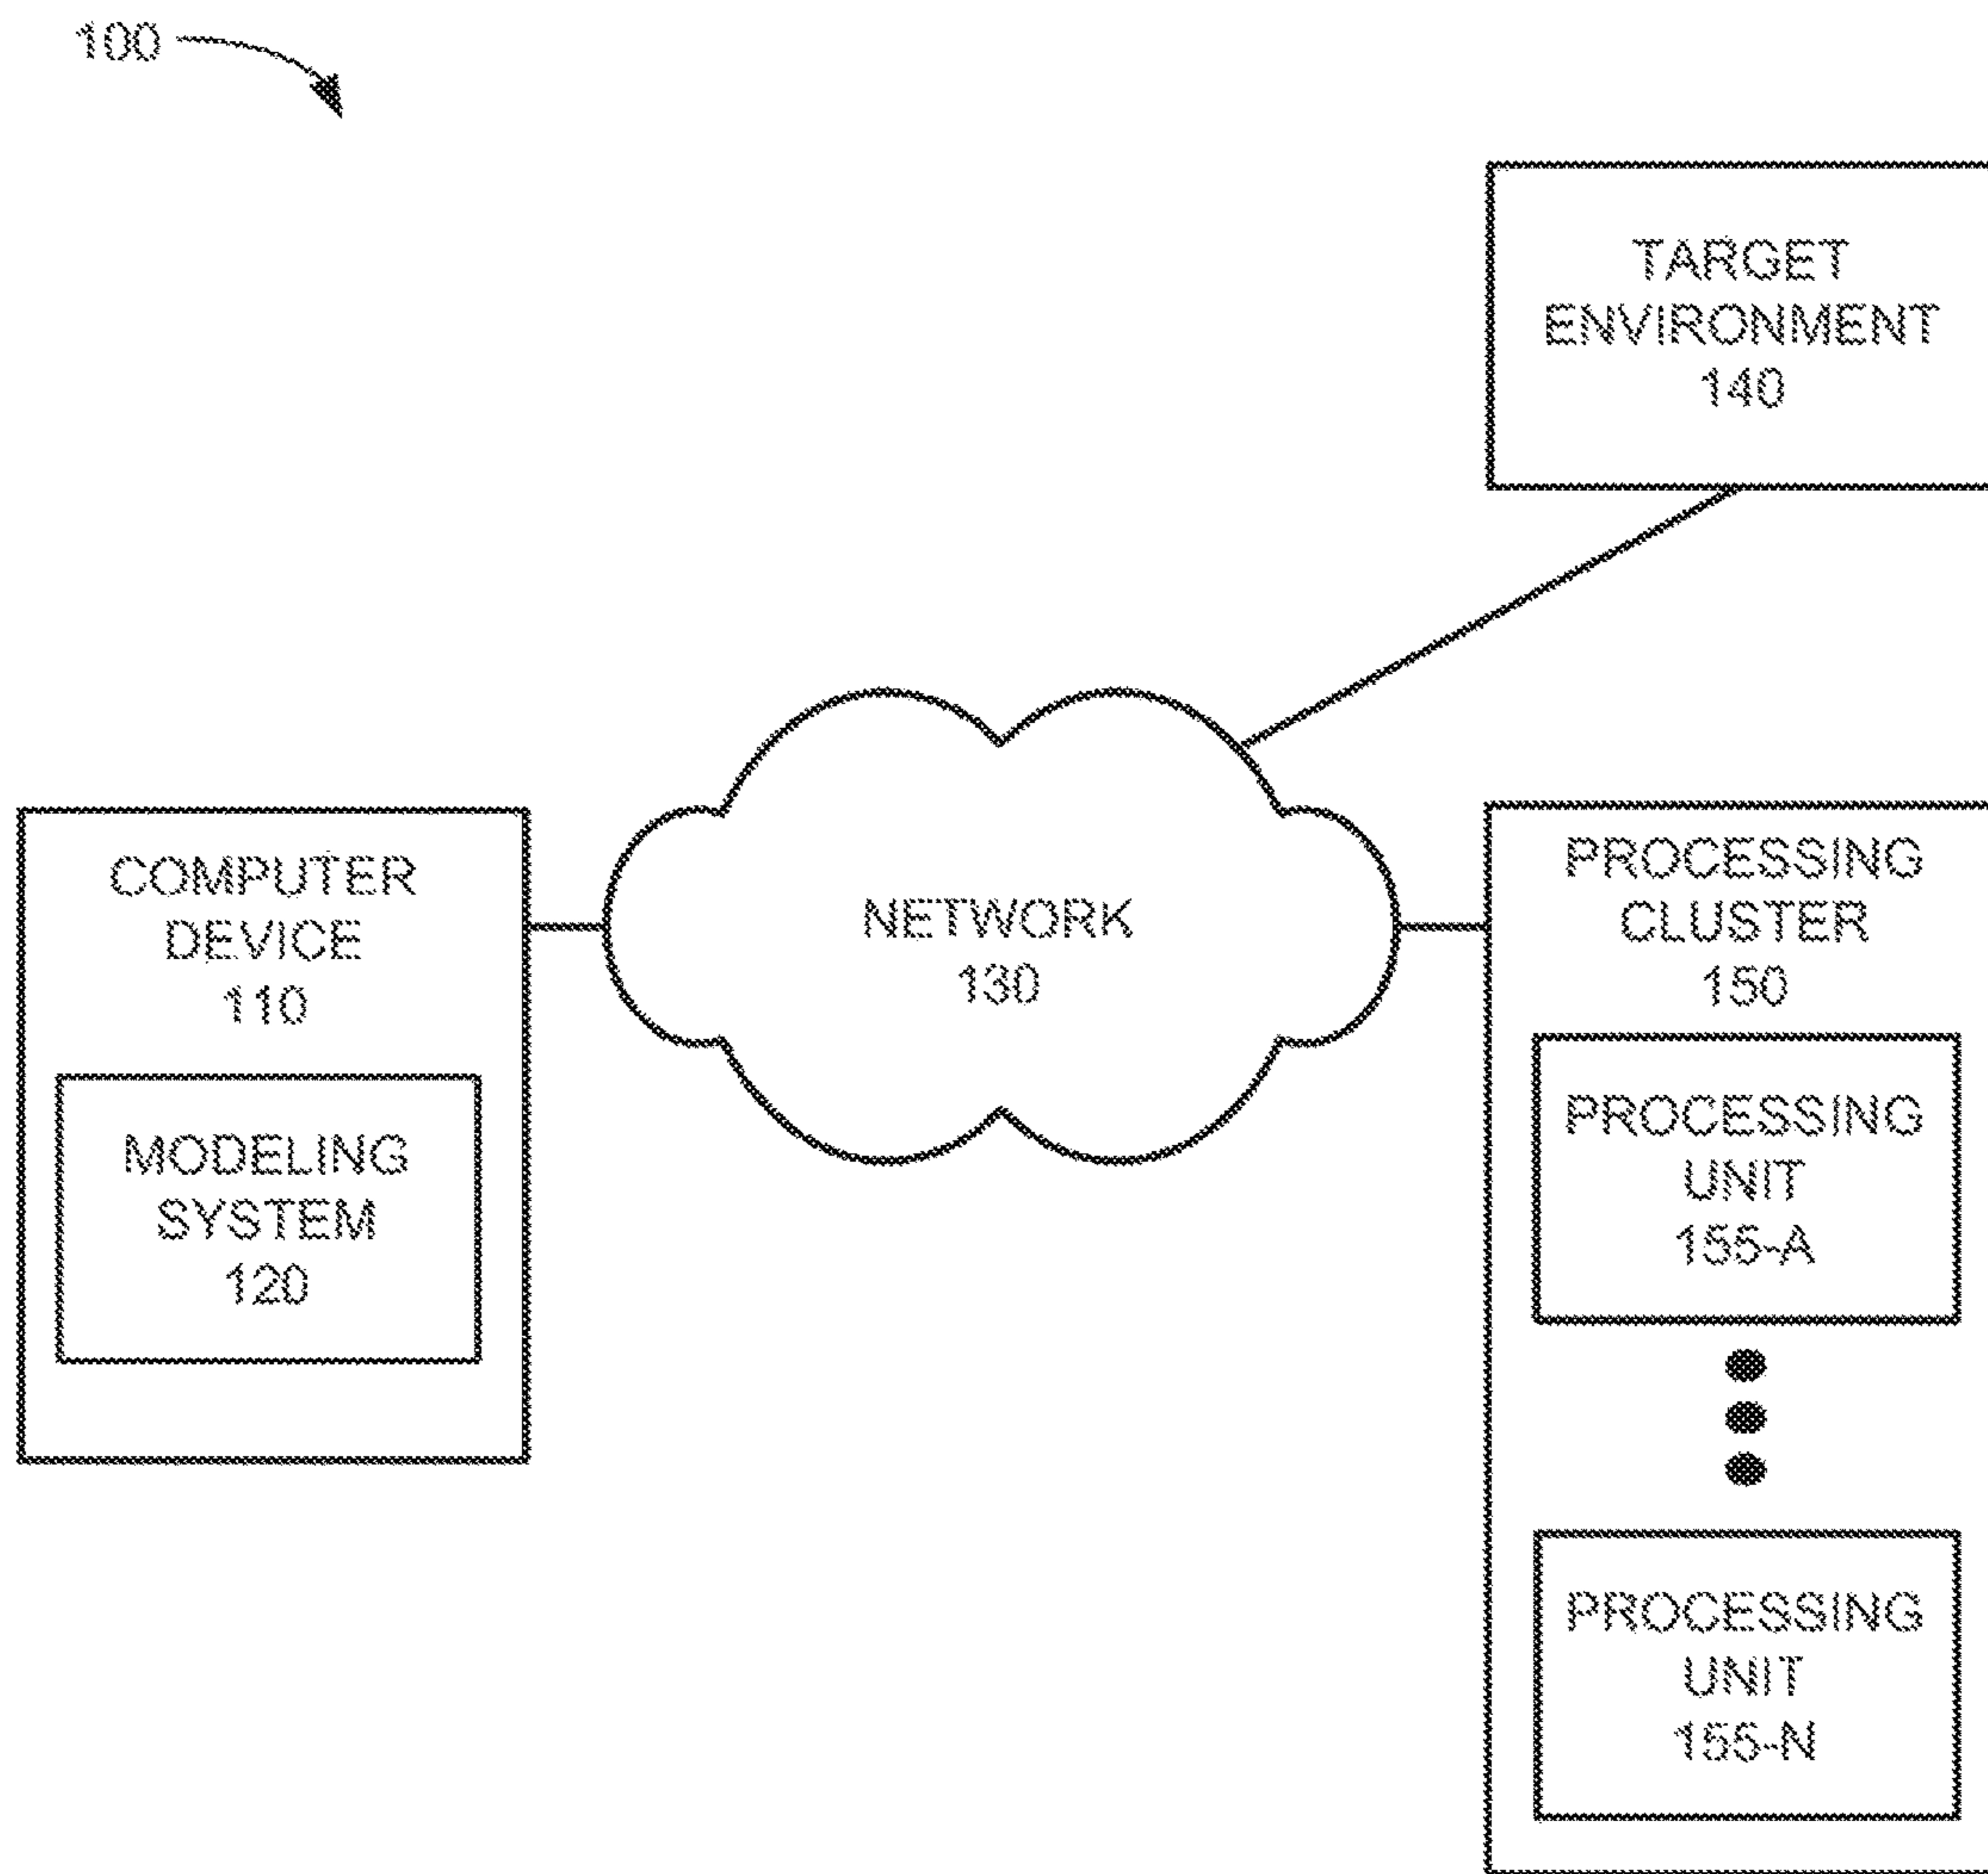 100
TARGET
ENVIRONMENT
140
COMPUTER
DEVICE
110
MODELING
SYSTEM
120
NETWORK
130
PROCESSING
CLUSTER
150
PROCESSING
UNIT
155-A
PROCESSING
UNIT
155-N